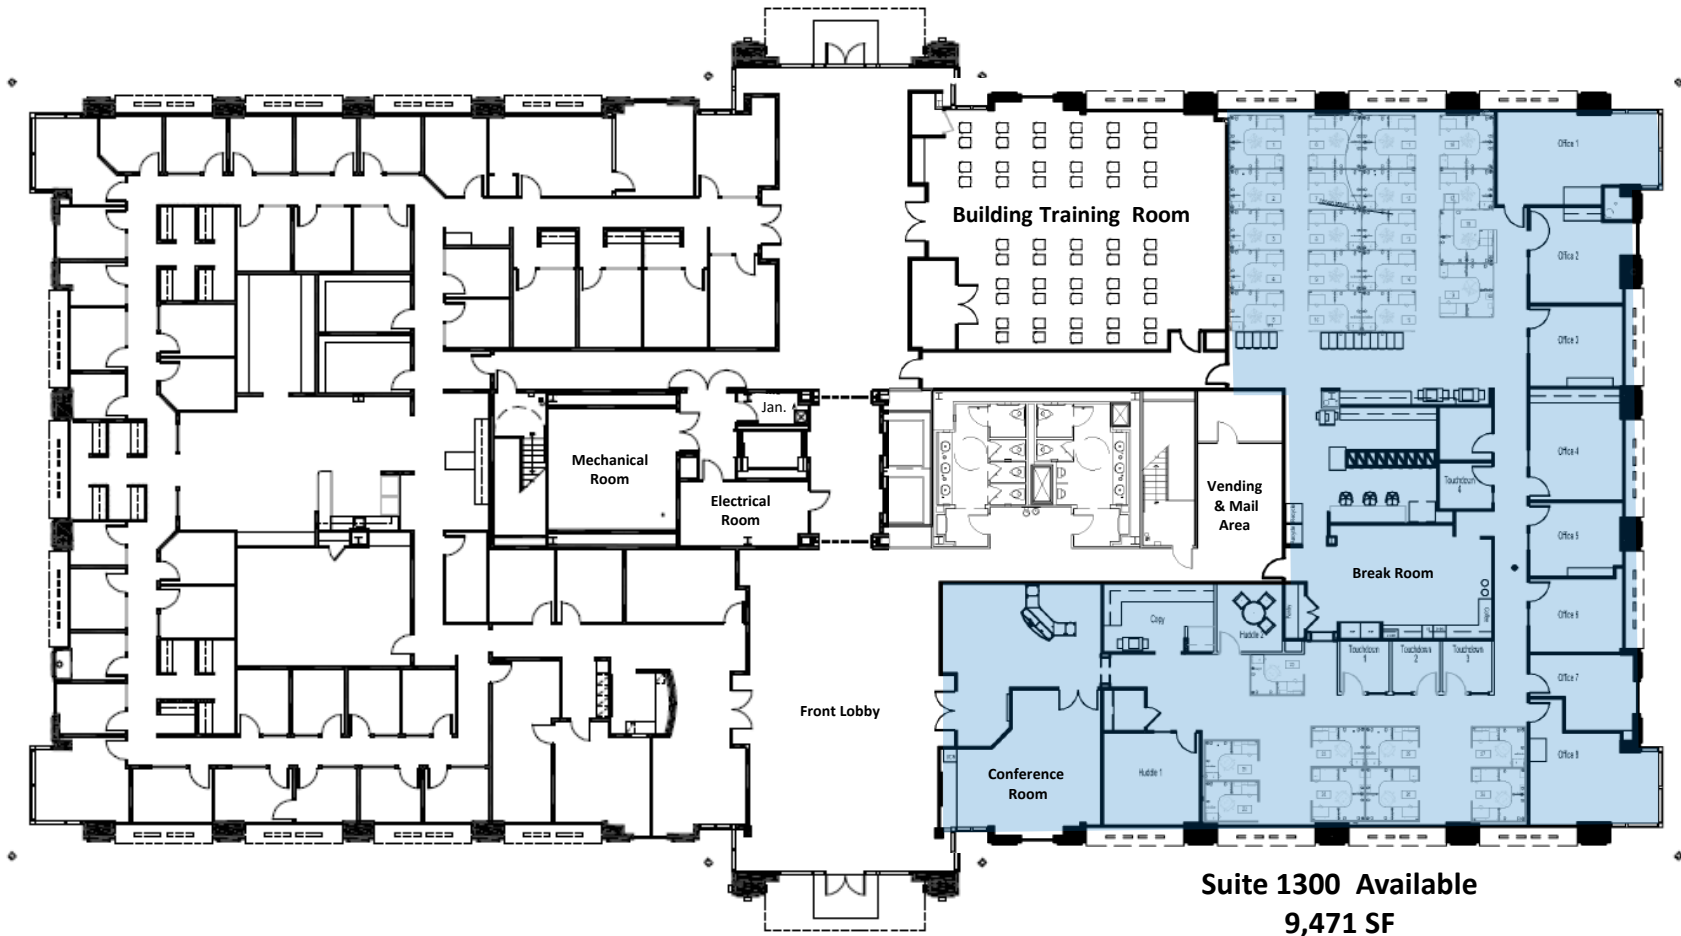 Office 1
Building Training Room
Office 2
Office 3
Jan.
Office 4
Mechanical
Room
Touchdown
4
Vending
& Mail
Area
Electrical
Room
Office 5
Break Room
Office 6
Copy
Huddle 2
Touchdown
1
Touchdown
2
Touchdown
3
Office 7
Front Lobby
Office 8
Conference
Room
Huddle 1
Suite 1300 Available
9,471 SF